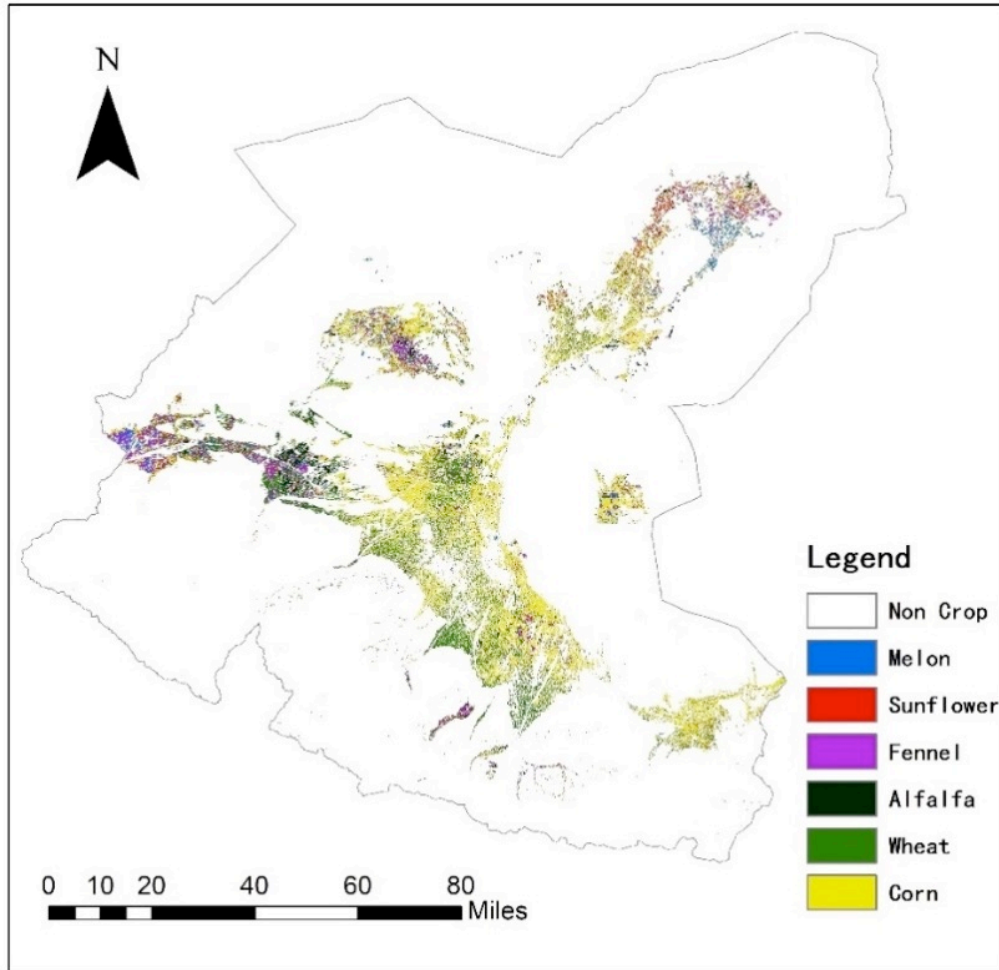 N
Legend
Non Crop
Melon
Sunflower
Fennel
Alfalfa
Wheat
Corn
0 10 20 40 60 80
Miles